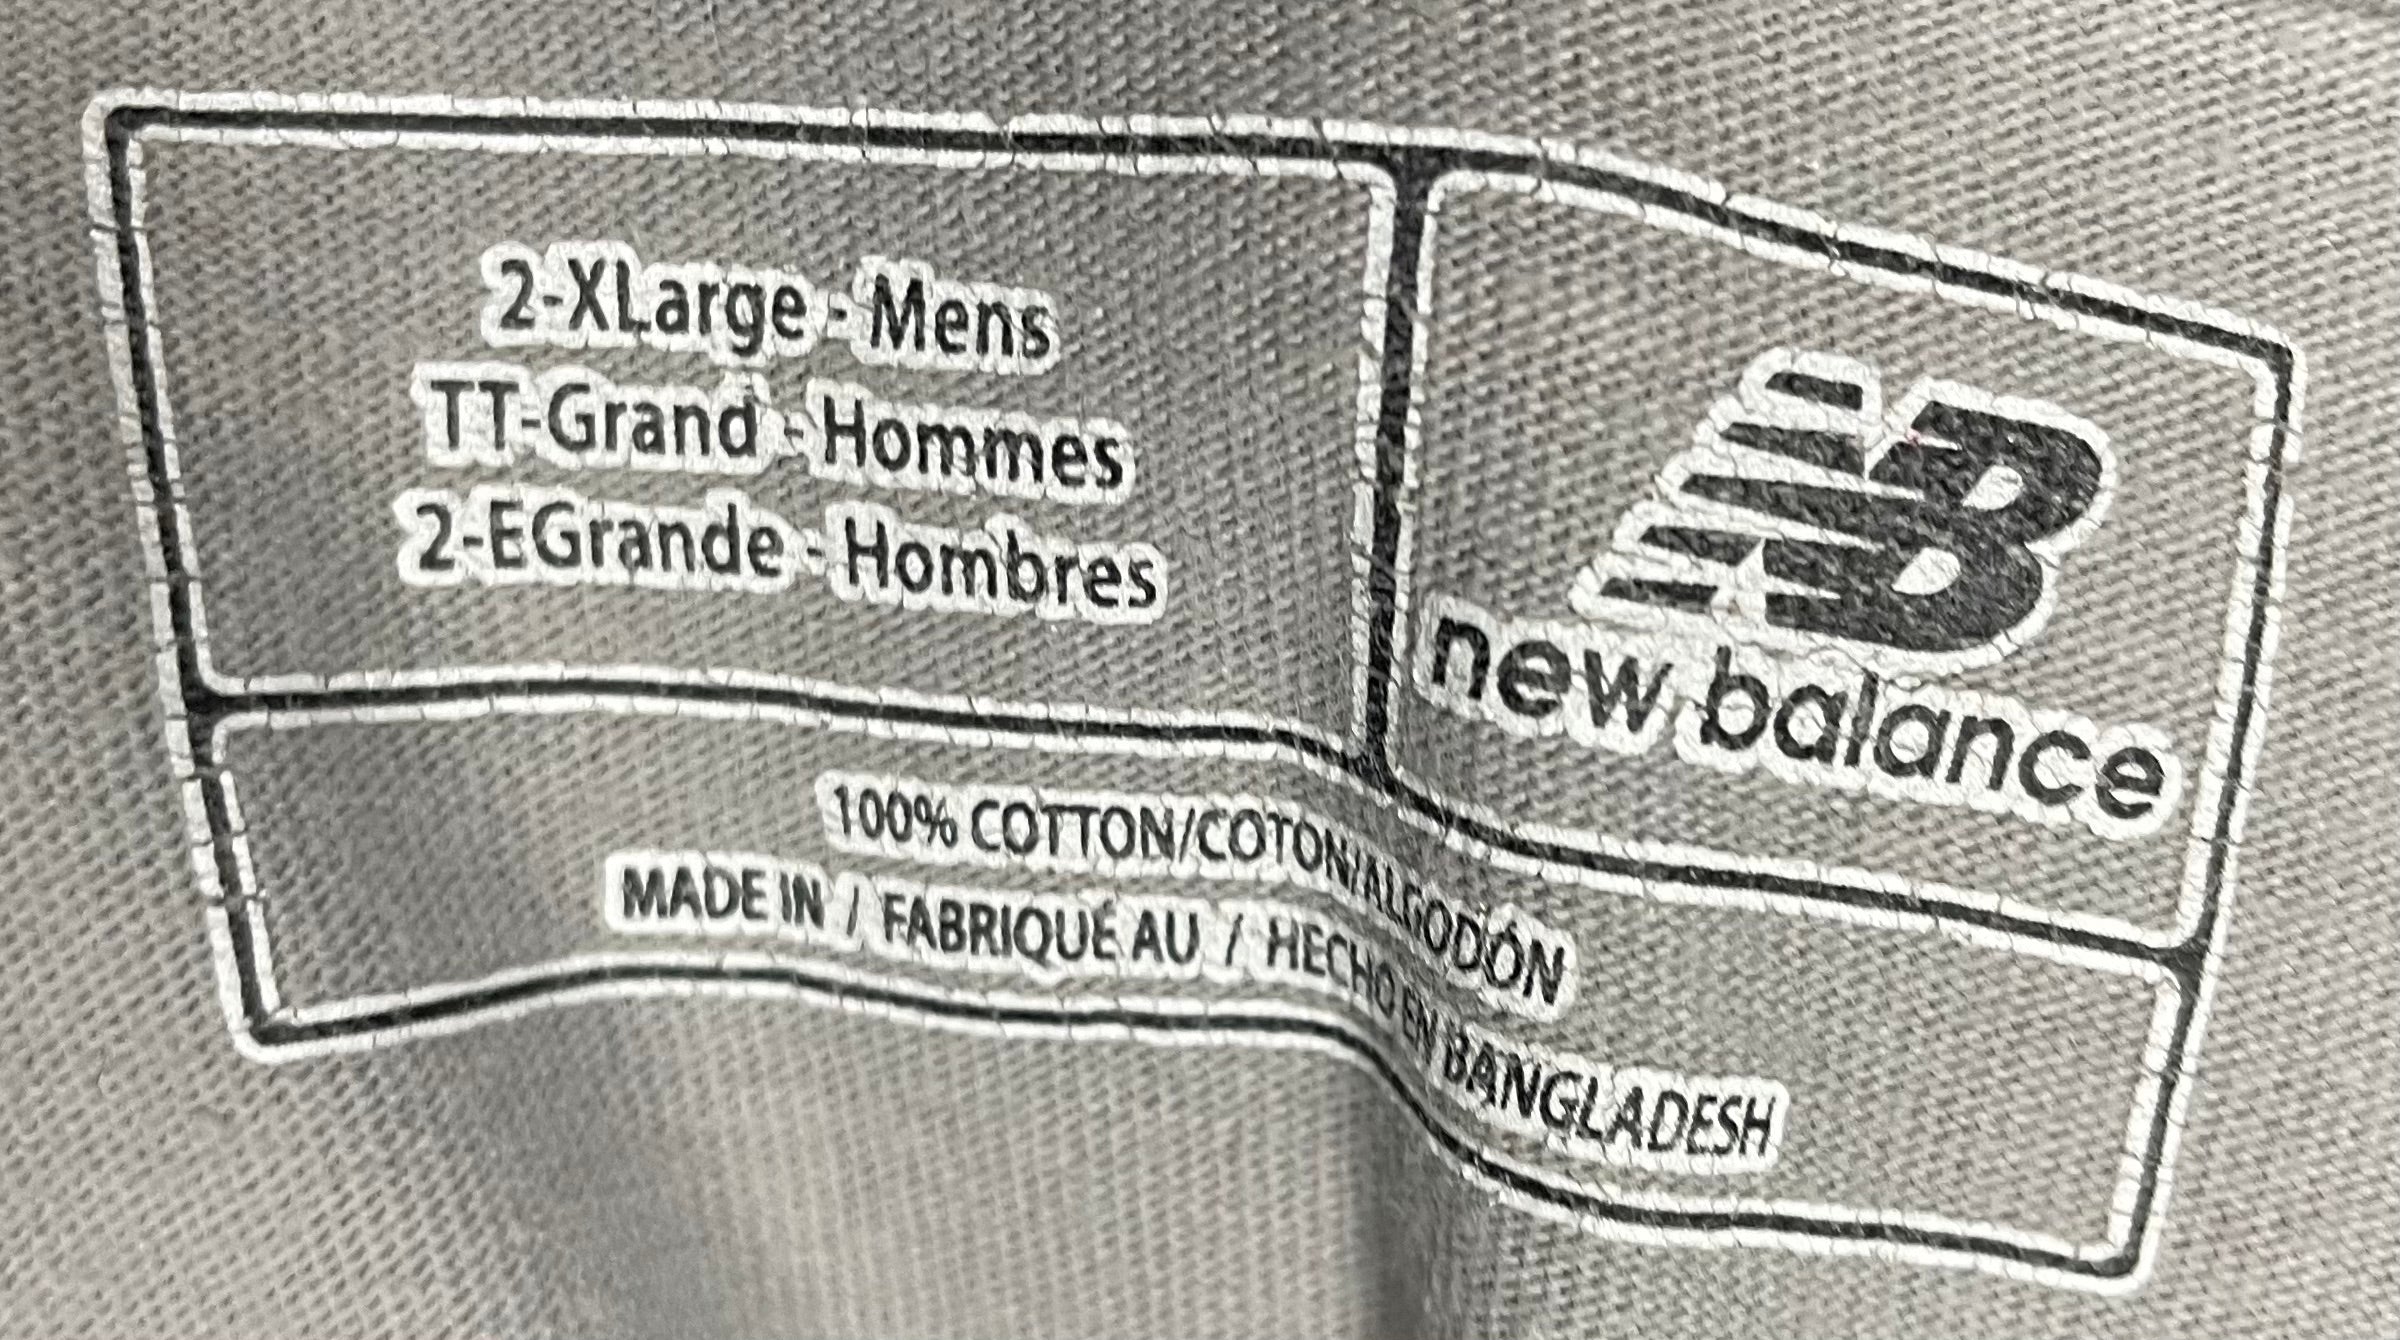 2-XLarge - Mens
TT-Grand - Hommes
2-EGrande - Hombres
NB
new balance
100% COTTON/COTON/ALGODÓN
MADE IN / FABRIQUÉ AU / HECHO EN BANGLADESH